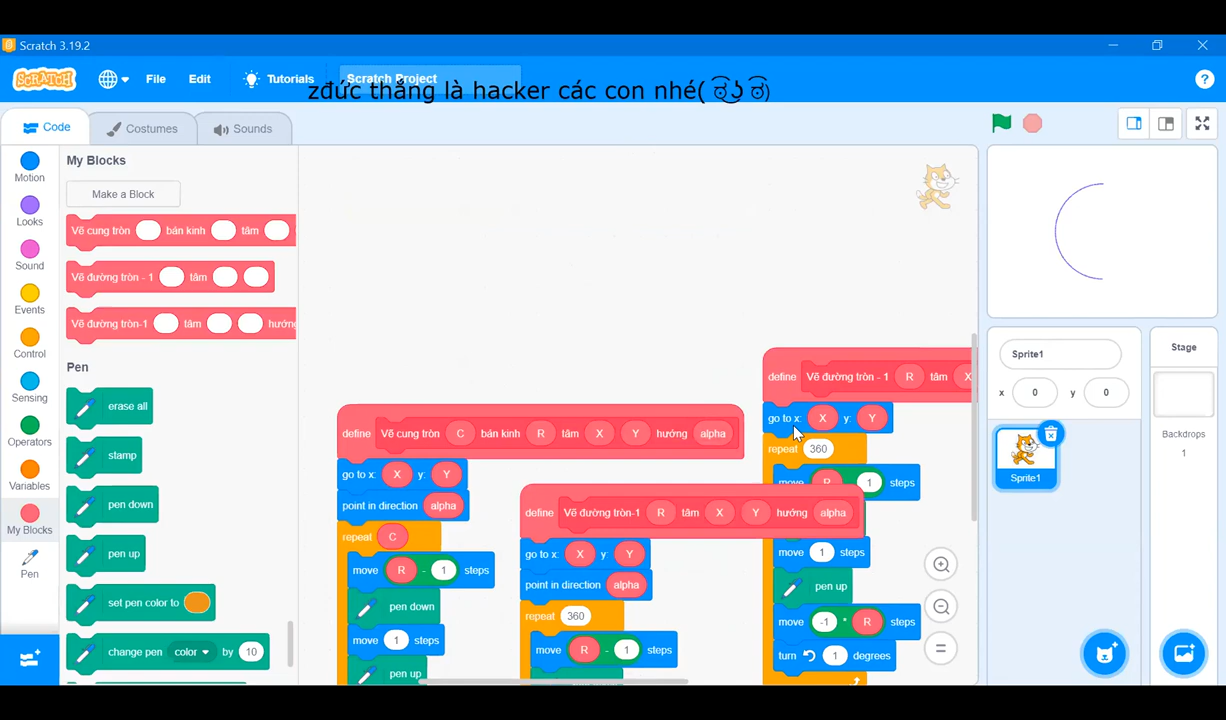 Scratch 3.19.2
SCRATCH
File
Edit
Tutorials
Scratch Project
?
zđức thắng là hacker các con nhé( ͡ಠ ʖ̯ ͡ಠ)
Code
Costumes
Sounds
Motion
Looks
Sound
Events
Control
Sensing
Operators
Variables
My Blocks
Pen
My Blocks
Make a Block
Vẽ cung tròn bán kinh tâm
Vẽ đường tròn - 1 tâm
Vẽ đường tròn-1 tâm hướng
Pen
erase all
stamp
pen down
pen up
set pen color to
change pen color by 10
define Vẽ cung tròn C bán kinh R tâm X Y hướng alpha
go to x: X y: Y
point in direction alpha
repeat C
move R - 1 steps
pen down
move 1 steps
pen up
define Vẽ đường tròn-1 R tâm X Y hướng alpha
go to x: X y: Y
point in direction alpha
repeat 360
move R - 1 steps
define Vẽ đường tròn - 1 R tâm X
go to x: X y: Y
repeat 360
move R - 1 steps
move 1 steps
pen up
move -1 * R steps
turn 1 degrees
Sprite1
x 0 y 0
Sprite1
Stage
Backdrops
1